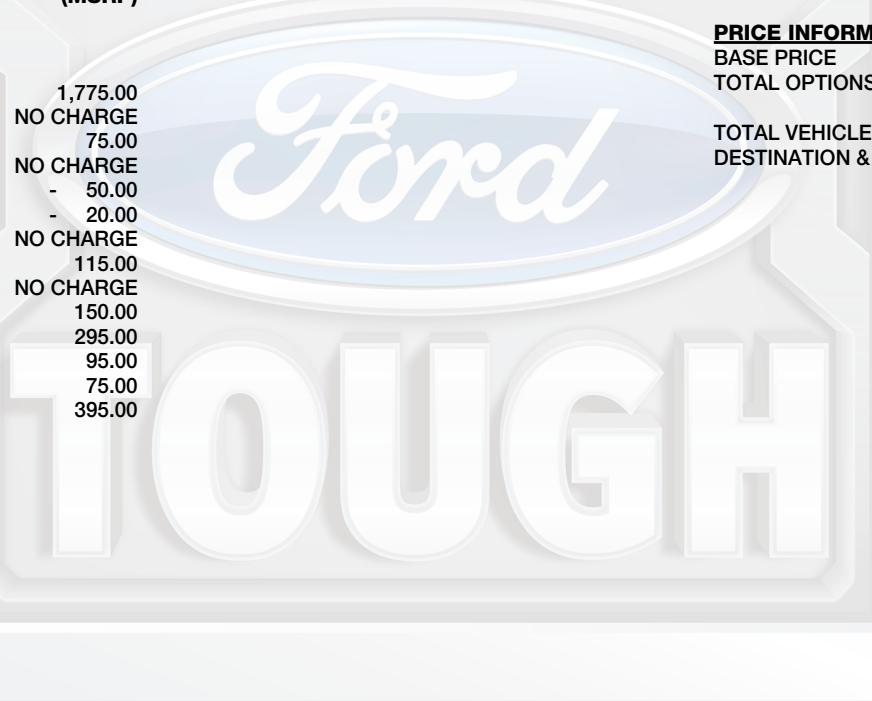 (MSRP)
1,775.00
NO CHARGE
75.00
NO CHARGE
- 50.00
- 20.00
NO CHARGE
115.00
NO CHARGE
150.00
295.00
95.00
75.00
395.00
PRICE INFORM
BASE PRICE
TOTAL OPTIONS
TOTAL VEHICLE
DESTINATION &
Ford
TOUGH